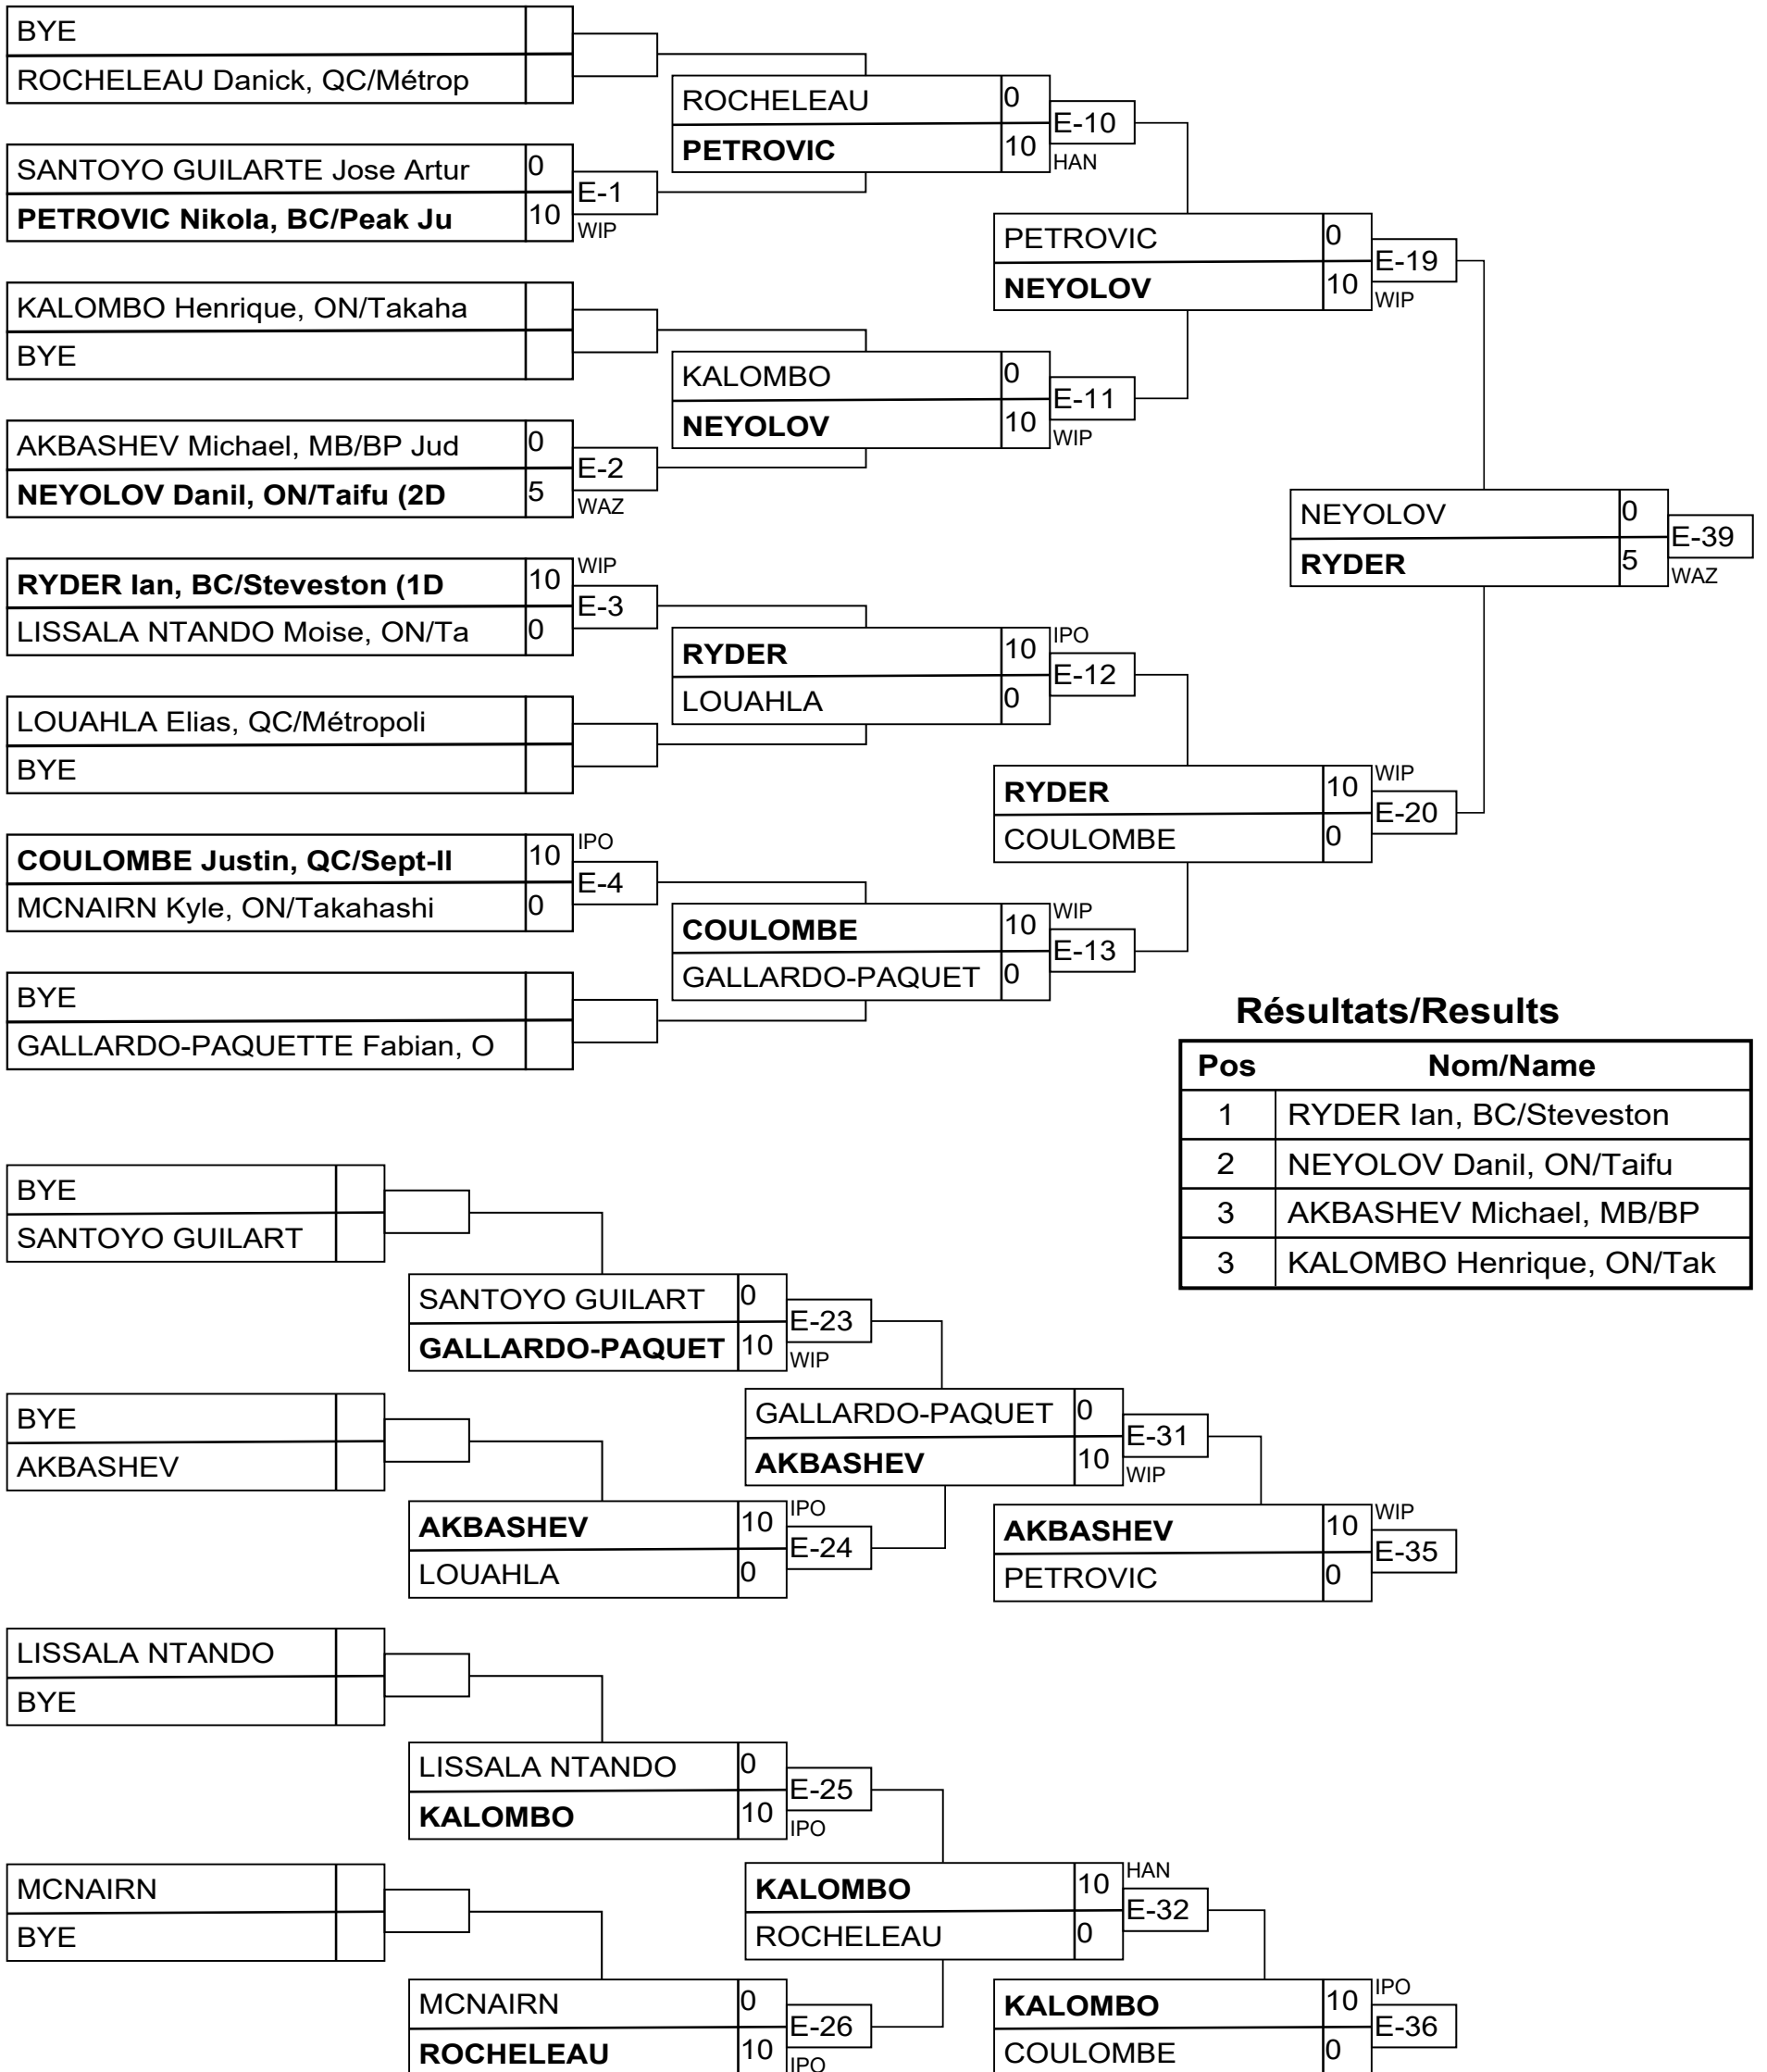 BYE
ROCHELEAU Danick, QC/Métrop
SANTOYO GUILARTE Jose Artur 0
PETROVIC Nikola, BC/Peak Ju 10
E-1
WIP
KALOMBO Henrique, ON/Takaha
BYE
AKBASHEV Michael, MB/BP Jud 0
NEYOLOV Danil, ON/Taifu (2D 5
E-2
WAZ
RYDER Ian, BC/Steveston (1D 10
LISSALA NTANDO Moise, ON/Ta 0
WIP
E-3
LOUAHLA Elias, QC/Métropoli
BYE
COULOMBE Justin, QC/Sept-Il 10
MCNAIRN Kyle, ON/Takahashi 0
IPO
E-4
BYE
GALLARDO-PAQUETTE Fabian, O
ROCHELEAU 0
PETROVIC 10
E-10
HAN
KALOMBO 0
NEYOLOV 10
E-11
WIP
RYDER 10
LOUAHLA 0
IPO
E-12
COULOMBE 10
GALLARDO-PAQUET 0
WIP
E-13
PETROVIC 0
NEYOLOV 10
E-19
WIP
RYDER 10
COULOMBE 0
WIP
E-20
NEYOLOV 0
RYDER 5
E-39
WAZ
Résultats/Results
Pos Nom/Name
1 RYDER Ian, BC/Steveston
2 NEYOLOV Danil, ON/Taifu
3 AKBASHEV Michael, MB/BP
3 KALOMBO Henrique, ON/Tak
BYE
SANTOYO GUILART
BYE
AKBASHEV
SANTOYO GUILART 0
GALLARDO-PAQUET 10
E-23
WIP
AKBASHEV 10
LOUAHLA 0
IPO
E-24
GALLARDO-PAQUET 0
AKBASHEV 10
E-31
WIP
AKBASHEV 10
PETROVIC 0
WIP
E-35
LISSALA NTANDO
BYE
MCNAIRN
BYE
LISSALA NTANDO 0
KALOMBO 10
E-25
IPO
MCNAIRN 0
ROCHELEAU 10
E-26
IPO
KALOMBO 10
ROCHELEAU 0
HAN
E-32
KALOMBO 10
COULOMBE 0
IPO
E-36